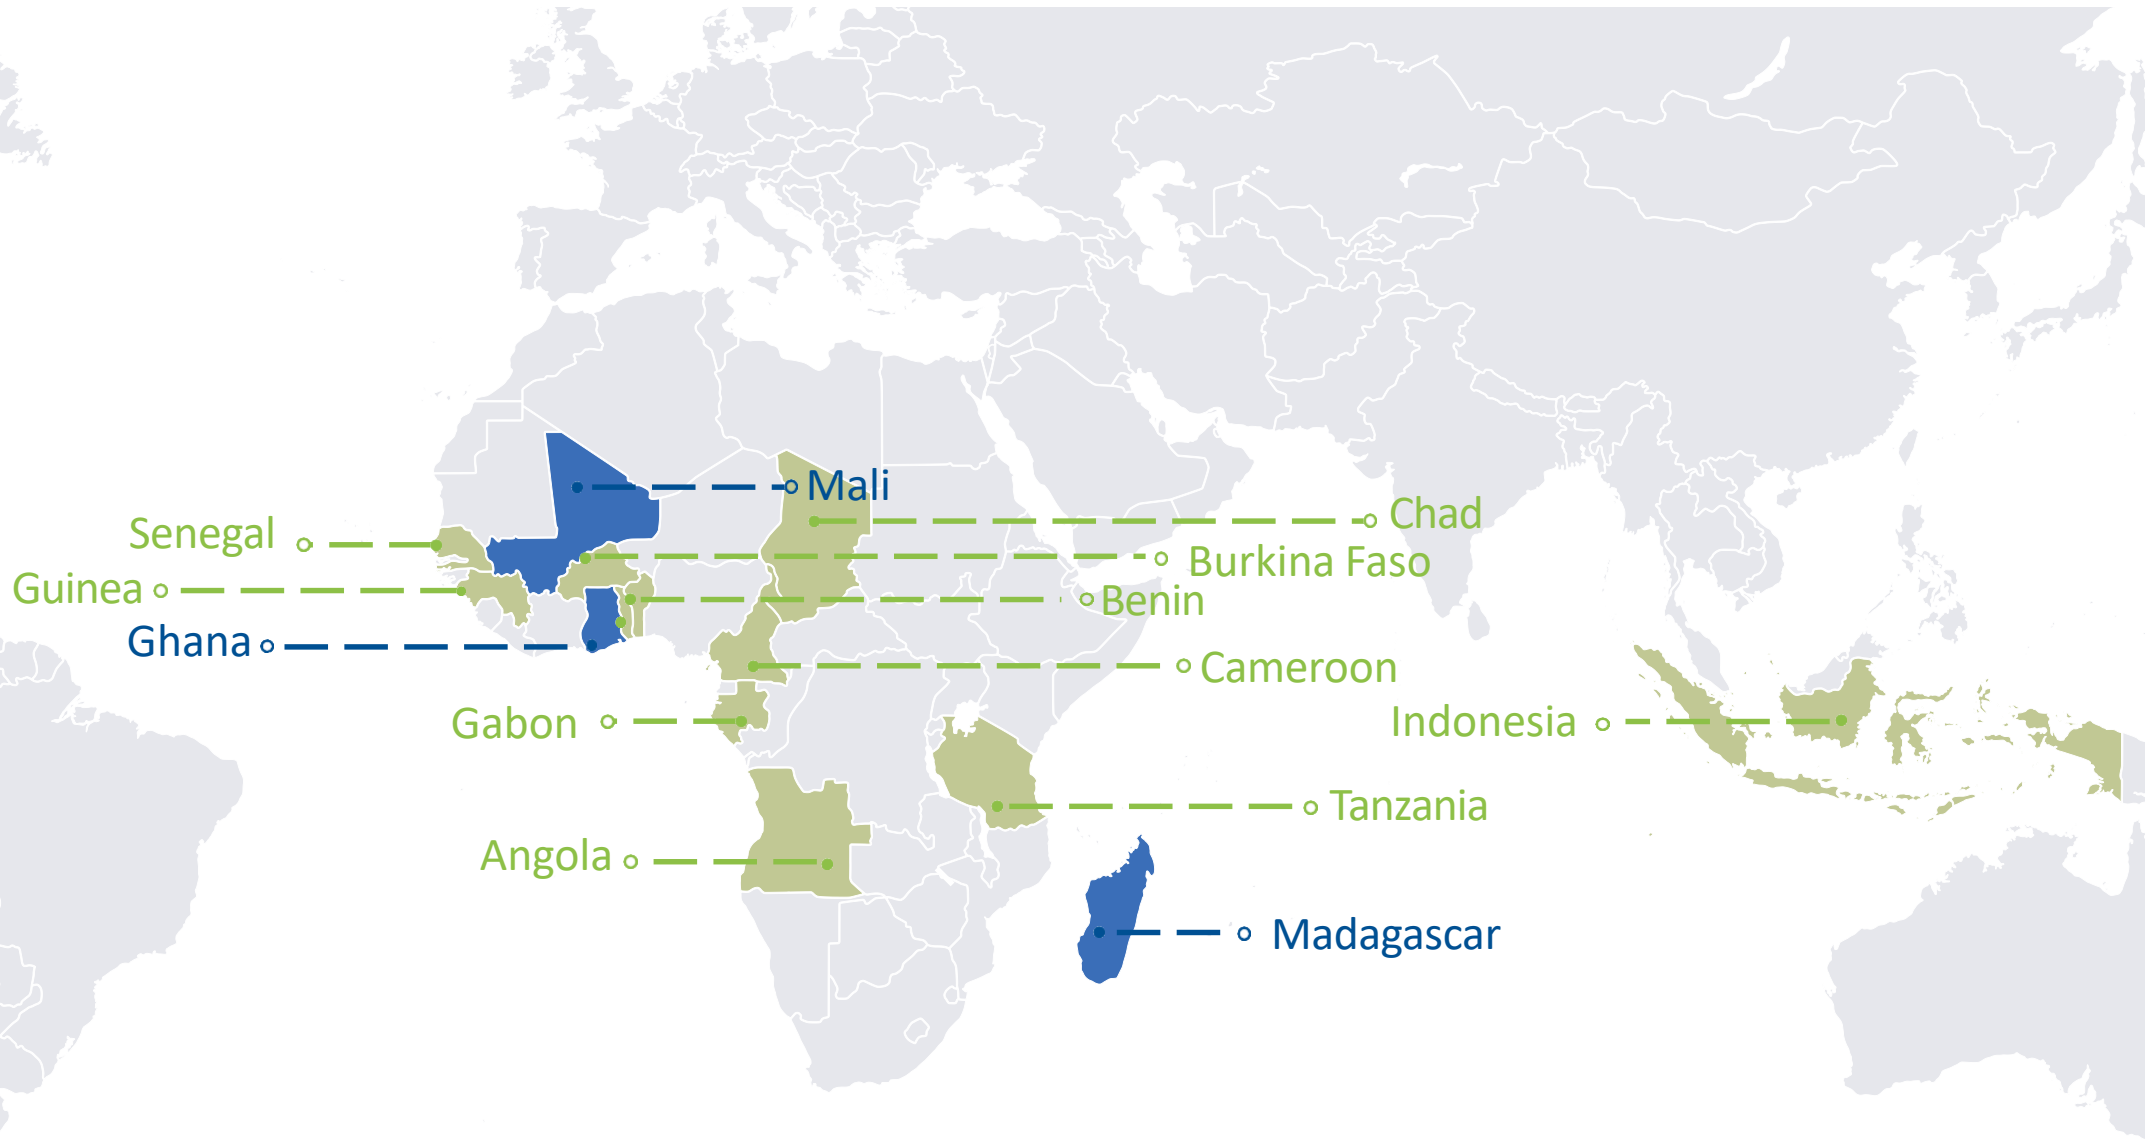 Mali
Chad
Senegal
Burkina Faso
Guinea
Benin
Ghana
Cameroon
Gabon
Indonesia
Tanzania
Angola
Madagascar